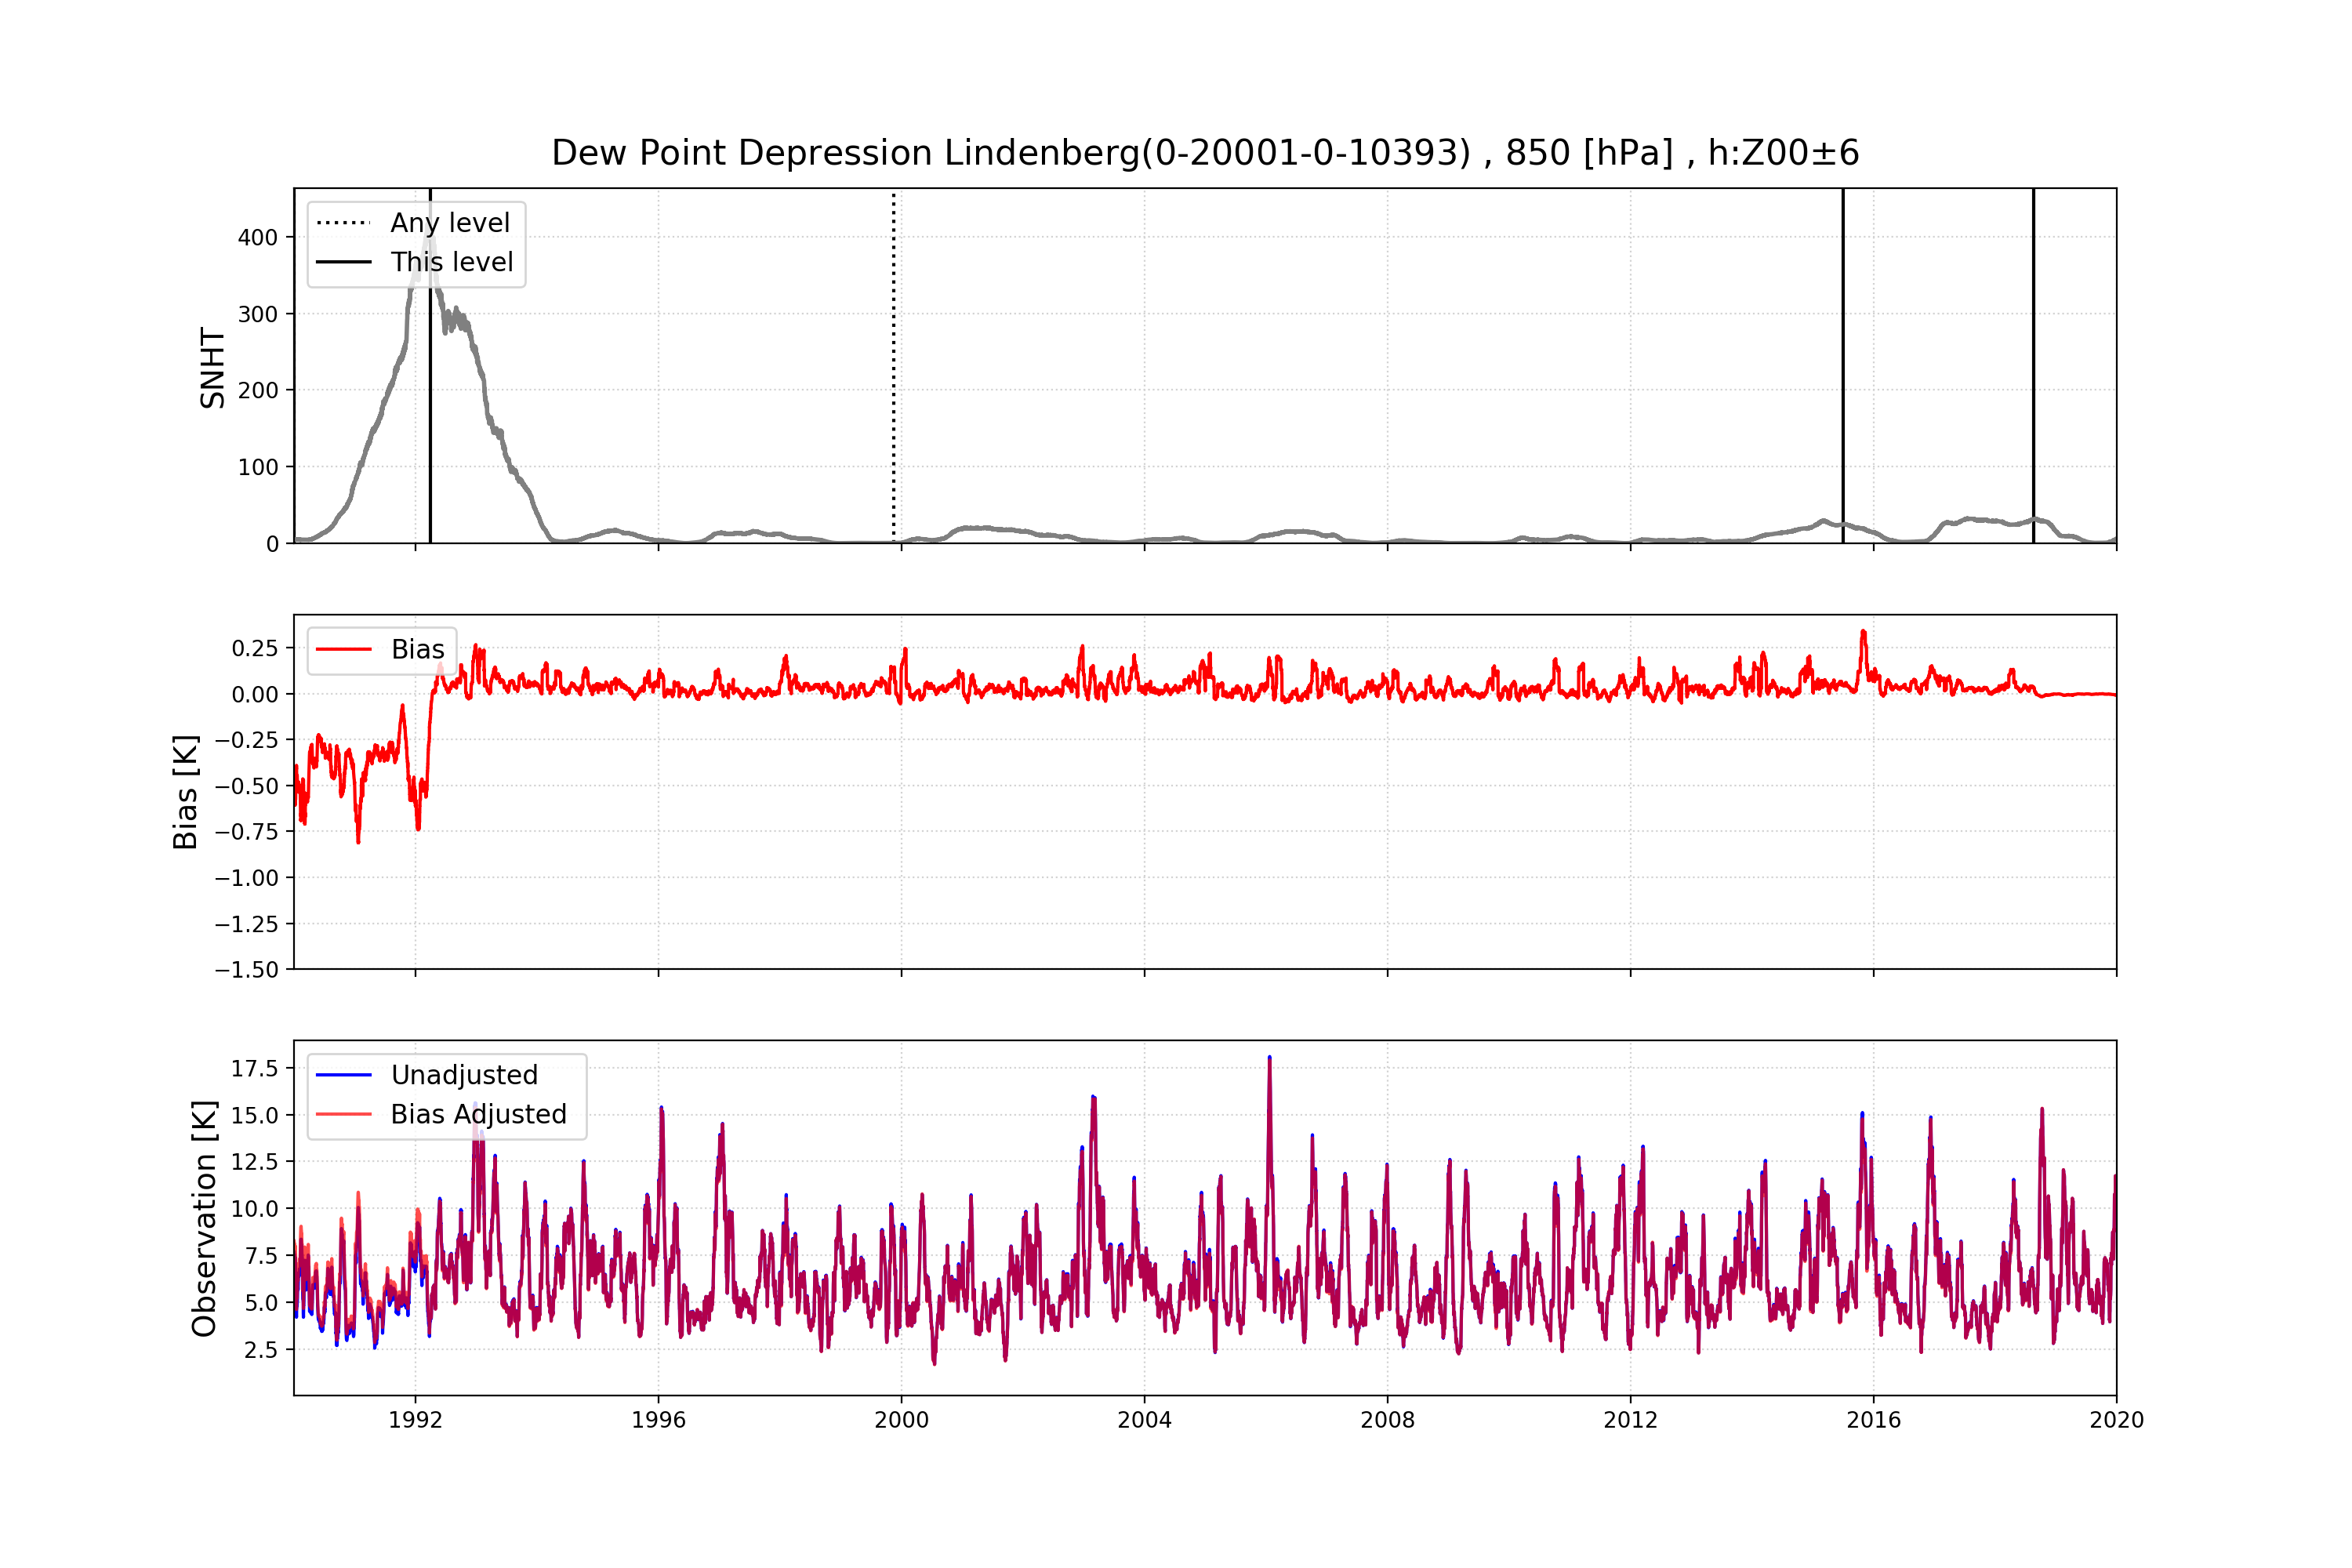 Dew Point Depression Lindenberg(0-20001-0-10393) , 850 [hPa] , h:Z00±6
SNHT
400
300
200
100
0
Any level
This level
Bias [K]
0.25
0.00
−0.25
−0.50
−0.75
−1.00
−1.25
−1.50
Bias
Observation [K]
17.5
15.0
12.5
10.0
7.5
5.0
2.5
Unadjusted
Bias Adjusted
1992 1996 2000 2004 2008 2012 2016 2020